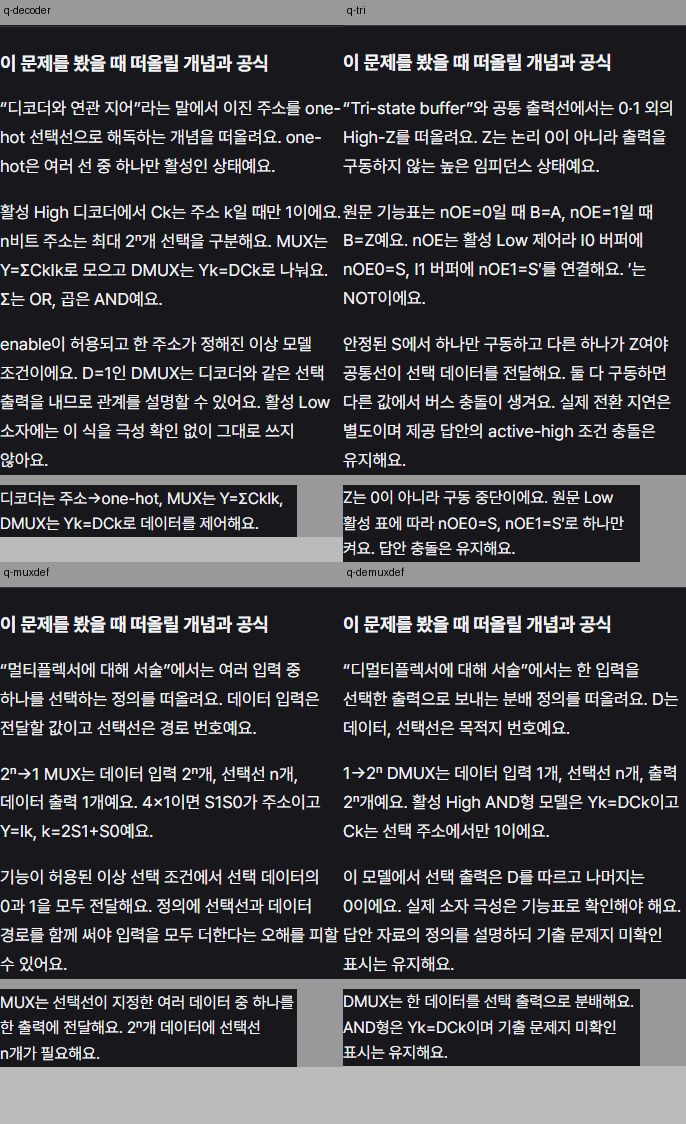 q-decoder
이 문제를 봤을 때 떠올릴 개념과 공식
“디코더와 연관 지어”라는 말에서 이진 주소를 one-
hot 선택선으로 해독하는 개념을 떠올려요. one-
hot은 여러 선 중 하나만 활성인 상태예요.
활성 High 디코더에서 Ck는 주소 k일 때만 1이에요.
n비트 주소는 최대 2ⁿ개 선택을 구분해요. MUX는
Y=ΣCkIk로 모으고 DMUX는 Yk=DCk로 나눠요.
Σ는 OR, 곱은 AND예요.
enable이 허용되고 한 주소가 정해진 이상 모델
조건이에요. D=1인 DMUX는 디코더와 같은 선택
출력을 내므로 관계를 설명할 수 있어요. 활성 Low
소자에는 이 식을 극성 확인 없이 그대로 쓰지
않아요.
디코더는 주소→one-hot, MUX는 Y=ΣCkIk,
DMUX는 Yk=DCk로 데이터를 제어해요.
q-tri
이 문제를 봤을 때 떠올릴 개념과 공식
“Tri-state buffer”와 공통 출력선에서는 0·1 외의
High-Z를 떠올려요. Z는 논리 0이 아니라 출력을
구동하지 않는 높은 임피던스 상태예요.
원문 기능표는 nOE=0일 때 B=A, nOE=1일 때
B=Z예요. nOE는 활성 Low 제어라 I0 버퍼에
nOE0=S, I1 버퍼에 nOE1=S′를 연결해요. ′는
NOT이에요.
안정된 S에서 하나만 구동하고 다른 하나가 Z여야
공통선이 선택 데이터를 전달해요. 둘 다 구동하면
다른 값에서 버스 충돌이 생겨요. 실제 전환 지연은
별도이며 제공 답안의 active-high 조건 충돌은
유지해요.
Z는 0이 아니라 구동 중단이에요. 원문 Low
활성 표에 따라 nOE0=S, nOE1=S′로 하나만
켜요. 답안 충돌은 유지해요.
q-muxdef
이 문제를 봤을 때 떠올릴 개념과 공식
“멀티플렉서에 대해 서술”에서는 여러 입력 중
하나를 선택하는 정의를 떠올려요. 데이터 입력은
전달할 값이고 선택선은 경로 번호예요.
2ⁿ→1 MUX는 데이터 입력 2ⁿ개, 선택선 n개,
데이터 출력 1개예요. 4×1이면 S1S0가 주소이고
Y=Ik, k=2S1+S0예요.
기능이 허용된 이상 선택 조건에서 선택 데이터의
0과 1을 모두 전달해요. 정의에 선택선과 데이터
경로를 함께 써야 입력을 모두 더한다는 오해를 피할
수 있어요.
MUX는 선택선이 지정한 여러 데이터 중 하나를
한 출력에 전달해요. 2ⁿ개 데이터에 선택선
n개가 필요해요.
q-demuxdef
이 문제를 봤을 때 떠올릴 개념과 공식
“디멀티플렉서에 대해 서술”에서는 한 입력을
선택한 출력으로 보내는 분배 정의를 떠올려요. D는
데이터, 선택선은 목적지 번호예요.
1→2ⁿ DMUX는 데이터 입력 1개, 선택선 n개, 출력
2ⁿ개예요. 활성 High AND형 모델은 Yk=DCk이고
Ck는 선택 주소에서만 1이에요.
이 모델에서 선택 출력은 D를 따르고 나머지는
0이에요. 실제 소자 극성은 기능표로 확인해야 해요.
답안 자료의 정의를 설명하되 기출 문제지 미확인
표시는 유지해요.
DMUX는 한 데이터를 선택 출력으로 분배해요.
AND형은 Yk=DCk이며 기출 문제지 미확인
표시는 유지해요.